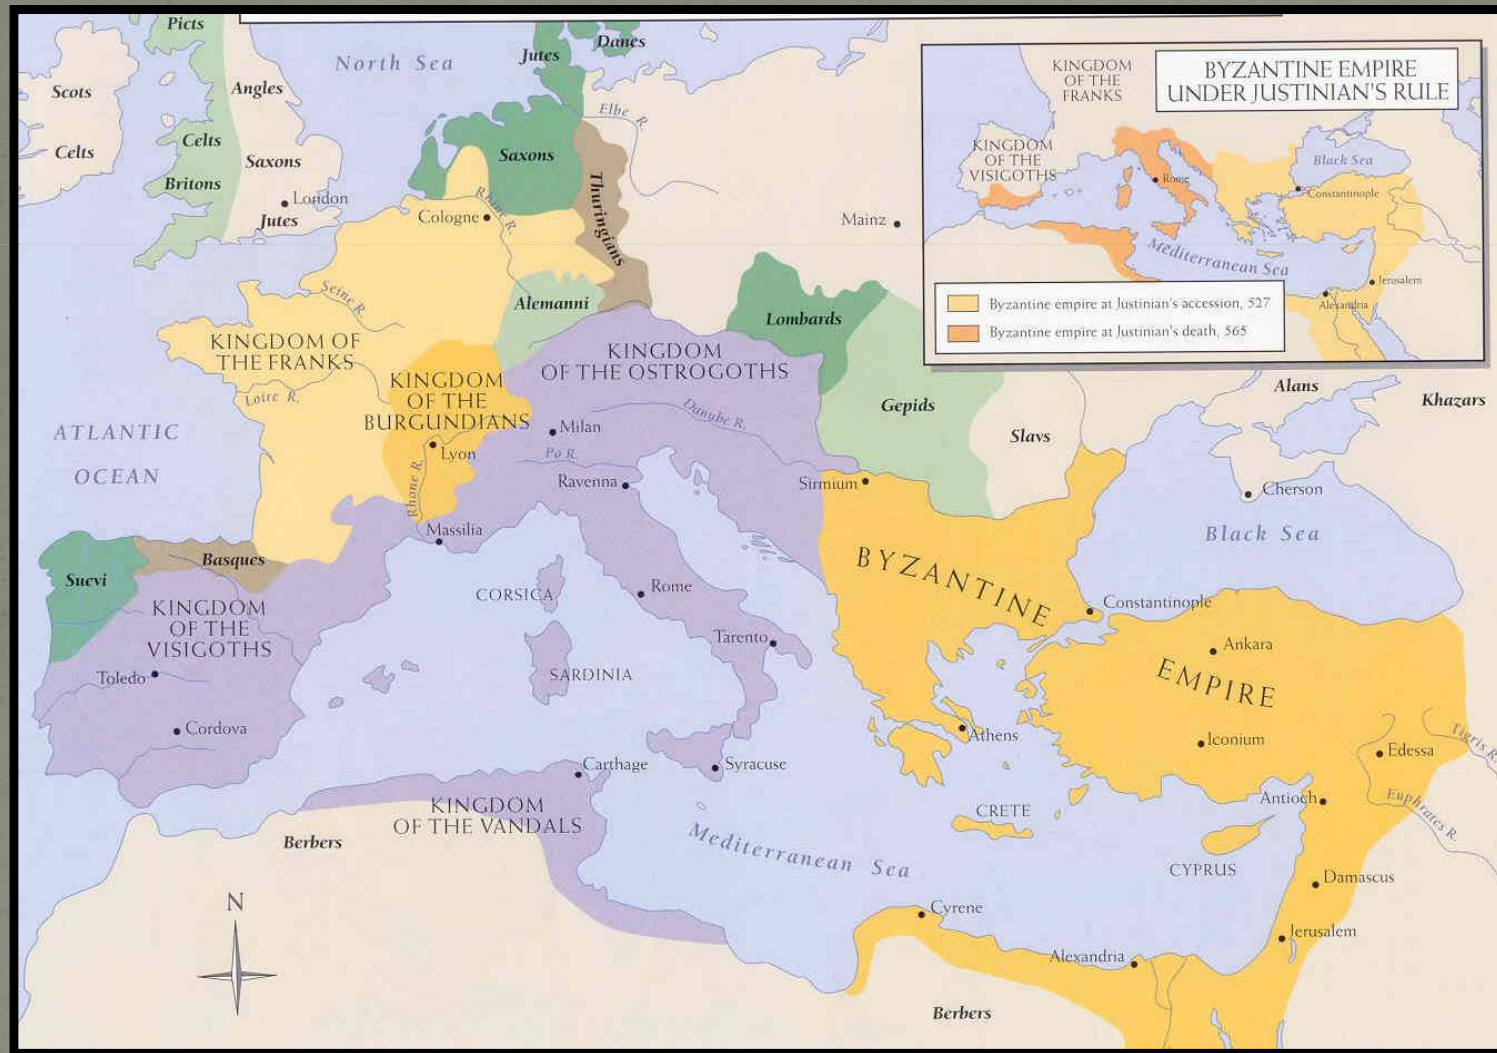 Picts
Scots
Celts
Angles
Celts
Saxons
Britons
London
Jutes
North Sea
Jutes
Danes
Elbe R.
Saxons
Thuringians
Rhine R.
Cologne
Mainz
Seine R.
Alemanni
Lombards
KINGDOM OF
THE FRANKS
Loire R.
KINGDOM
OF THE
BURGUNDIANS
Lyon
Rhone R.
KINGDOM
OF THE OSTROGOTHS
Danube R.
Milan
Po R.
Ravenna
Sirmium
Gepids
Slavs
Alans
Khazars
ATLANTIC
OCEAN
Massilia
Basques
Suevi
KINGDOM
OF THE
VISIGOTHS
Toledo
Cordova
CORSICA
Rome
Tarento
SARDINIA
Carthage
Syracuse
KINGDOM
OF THE VANDALS
Berbers
N
Mediterranean Sea
BYZANTINE
EMPIRE
Cherson
Black Sea
Constantinople
Ankara
Athens
Iconium
Edessa
Tigris R.
Euphrates R.
Antioch
CRETE
CYPRUS
Damascus
Cyrene
Jerusalem
Alexandria
Berbers
BYZANTINE EMPIRE
UNDER JUSTINIAN'S RULE
KINGDOM
OF THE
FRANKS
KINGDOM
OF THE
VISIGOTHS
Rome
Black Sea
Constantinople
Mediterranean Sea
Jerusalem
Alexandria
Byzantine empire at Justinian's accession, 527
Byzantine empire at Justinian's death, 565